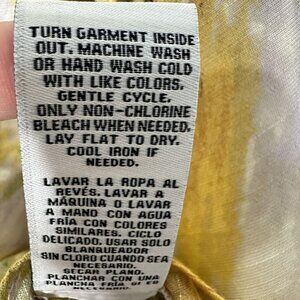 TURN GARMENT INSIDE
OUT. MACHINE WASH
OR HAND WASH COLD
WITH LIKE COLORS.
GENTLE CYCLE.
ONLY NON-CHLORINE
BLEACH WHEN NEEDED.
LAY FLAT TO DRY.
COOL IRON IF
NEEDED.
LAVAR LA ROPA AL
REVÉS. LAVAR A
MÁQUINA O LAVAR
A MANO CON AGUA
FRÍA CON COLORES
SIMILARES. CICLO
DELICADO. USAR SOLO
BLANQUEADOR
SIN CLORO CUANDO SEA
NECESARIO.
SECAR PLANO.
PLANCHAR CON UNA
PLANCHA FRÍA